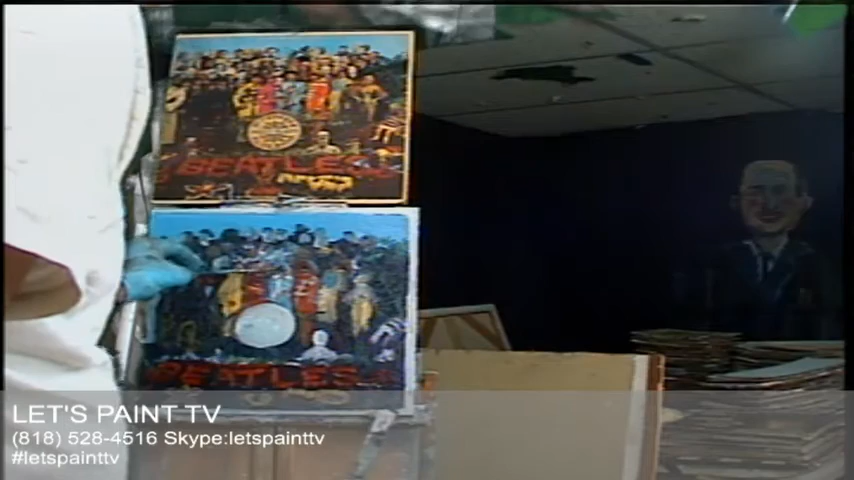 BEATLES
BEATLES
LET'S PAINT TV
(818) 528-4516 Skype:letspainttv
#letspainttv